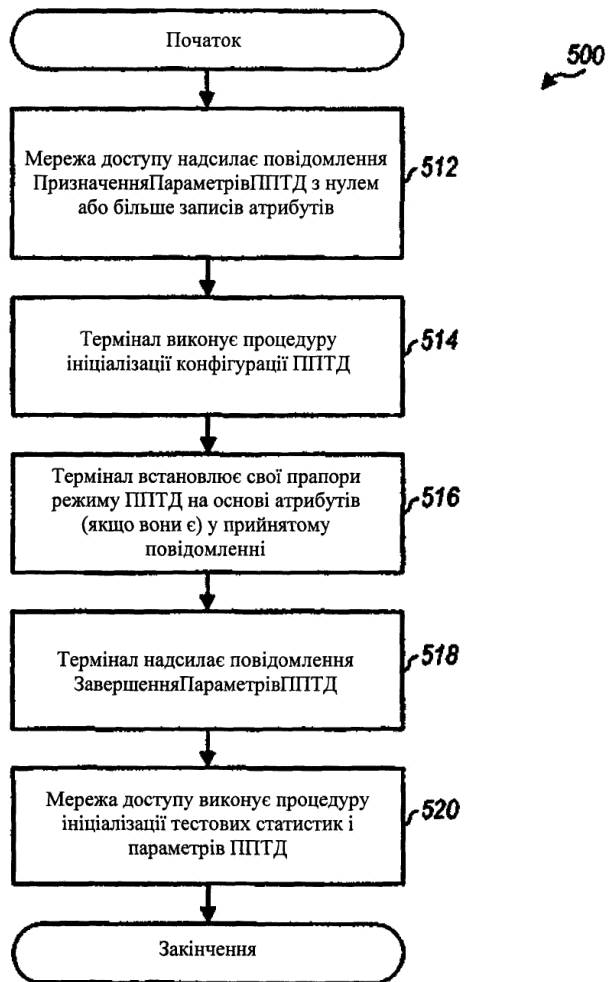 Початок
500
Мережа доступу надсилає повідомлення
ПризначенняПараметрівППТД з нулем
або більше записів атрибутів
512
Термінал виконує процедуру
ініціалізації конфігурації ППТД
514
Термінал встановлює свої прапори
режиму ППТД на основі атрибутів
(якщо вони є) у прийнятому
повідомленні
516
Термінал надсилає повідомлення
ЗавершенняПараметрівППТД
518
Мережа доступу виконує процедуру
ініціалізації тестових статистик і
параметрів ППТД
520
Закінчення